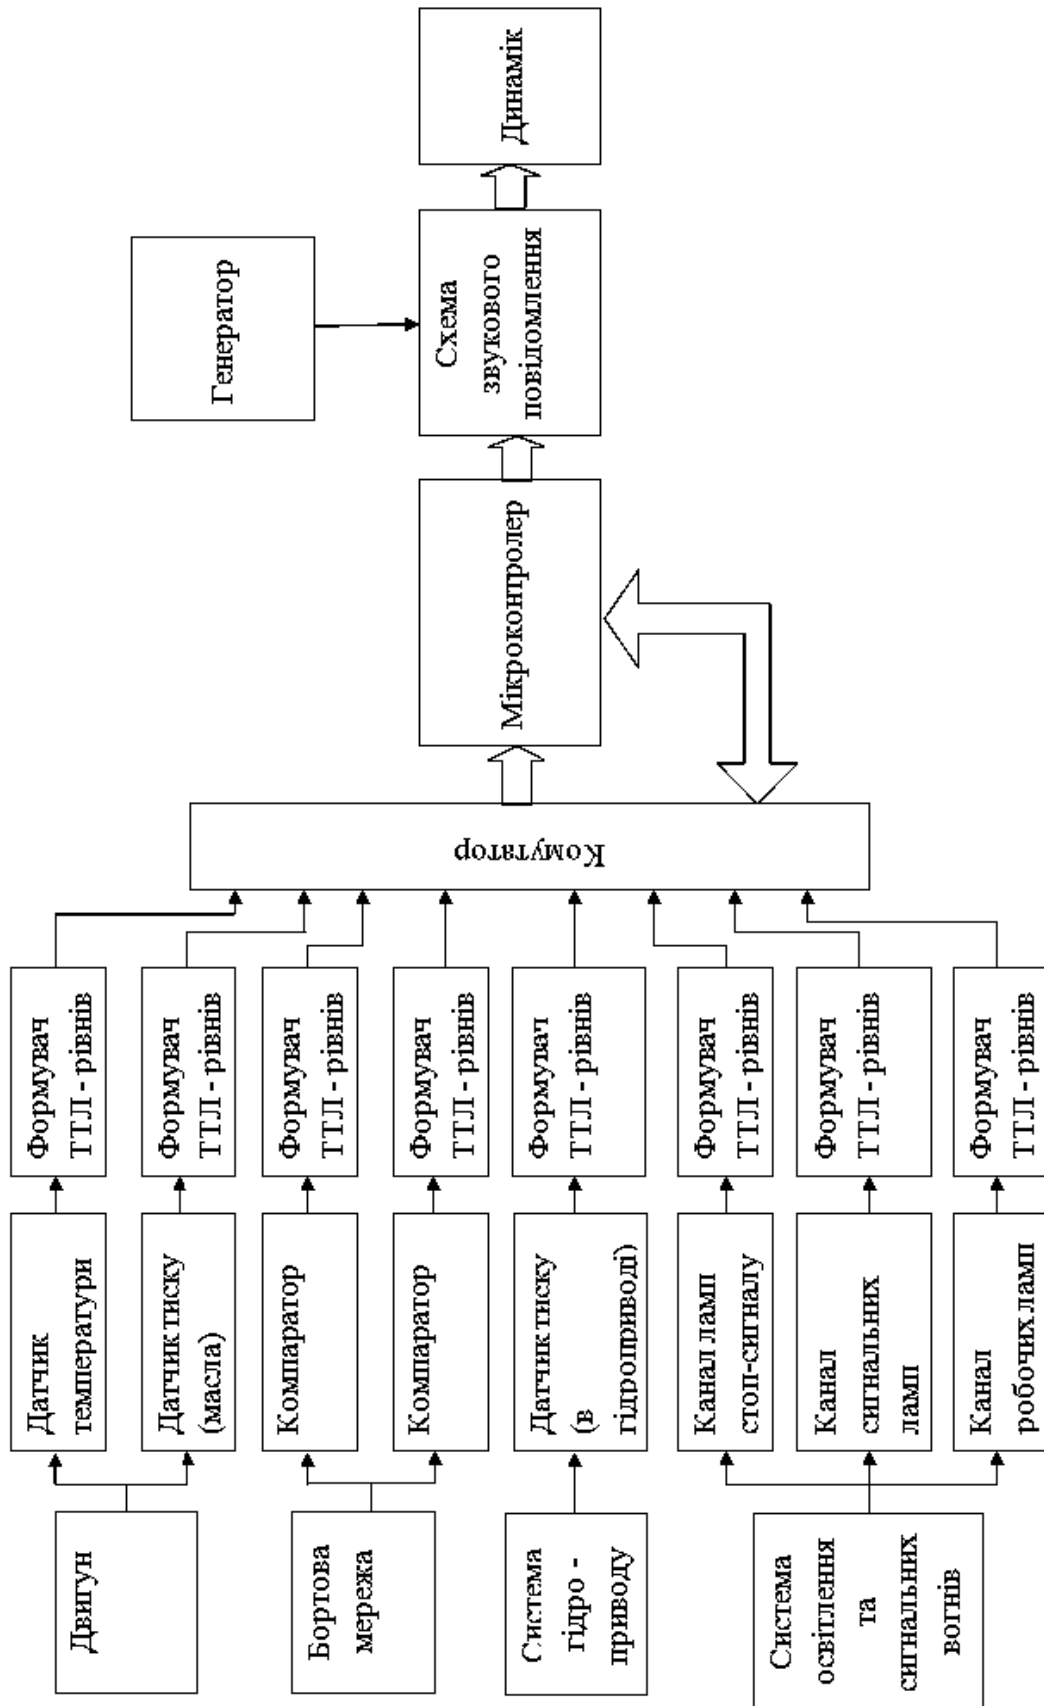 Двигун
Бортова
мережа
Система
гідро -
приводу
Система
освітлення
та
сигнальних
вогнів
Датчик
температури
Датчик тиску
(масла)
Компаратор
Компаратор
Датчик тиску
(в
гідроприводі)
Канал ламп
стоп-сигналу
Канал
сигнальних
ламп
Канал
робочих ламп
Формувач
ТТЛ - рівнів
Формувач
ТТЛ - рівнів
Формувач
ТТЛ - рівнів
Формувач
ТТЛ - рівнів
Формувач
ТТЛ - рівнів
Формувач
ТТЛ - рівнів
Формувач
ТТЛ - рівнів
Формувач
ТТЛ - рівнів
Комутатор
Мікроконтролер
Генератор
Схема
звукового
повідомлення
Динамік